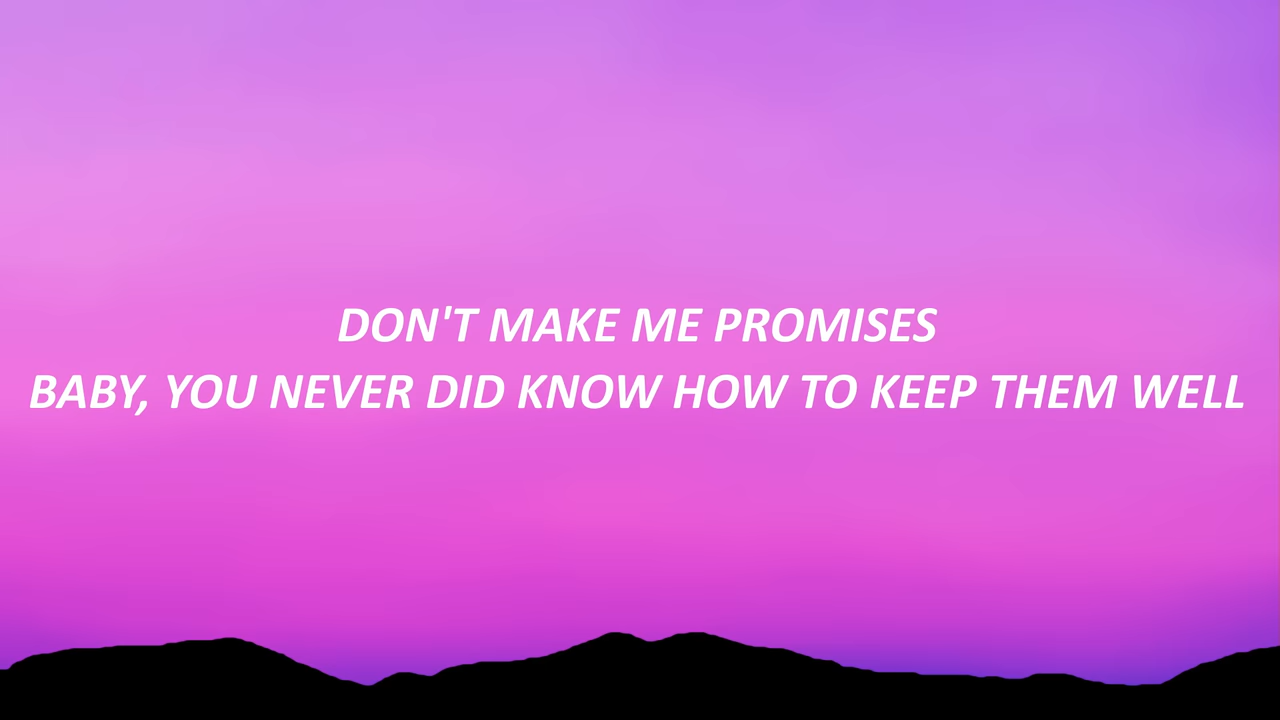 DON'T MAKE ME PROMISES
BABY, YOU NEVER DID KNOW HOW TO KEEP THEM WELL